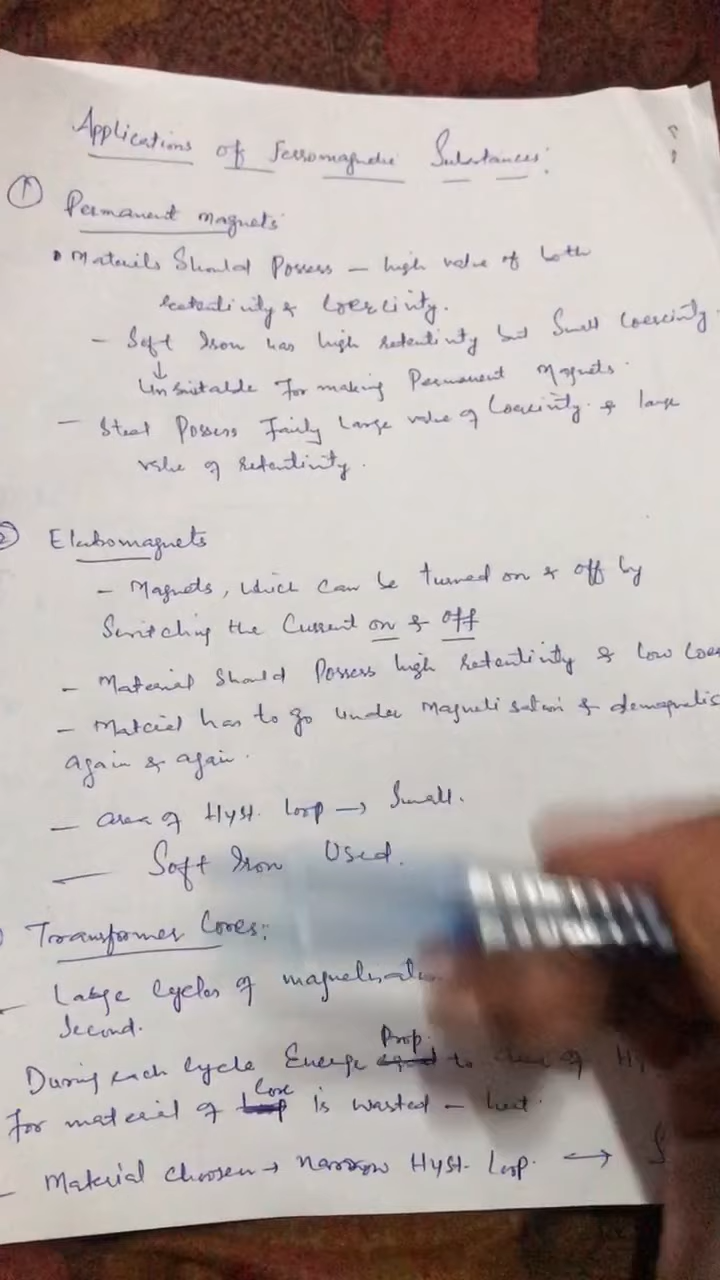 Applications of Ferromagnetic Substances:
① Permanent Magnets
• Materials Should Possess – high value of both
retentivity & Coercivity.
– Soft Iron has high retentivity but Small Coercivity.
↓
Unsuitable For making Permanent Magnets.
– Steel Possess Fairly Large value of Coercivity & large
value of retentivity.
Electromagnets
– Magnets, which can be turned on & off by
Switching the Current on & off
– Material Should Possess high retentivity & low
– Material has to go under Magnetisation &
again & again.
– area of Hyst. loop → Small.
– Soft Iron Used.
Transformer Cores:
– Large Cycles of
Second.
During each Cycle Energy Prop. to of
For material of Core is wasted – heat.
– Material Choosen → narrow Hyst. Loop. →